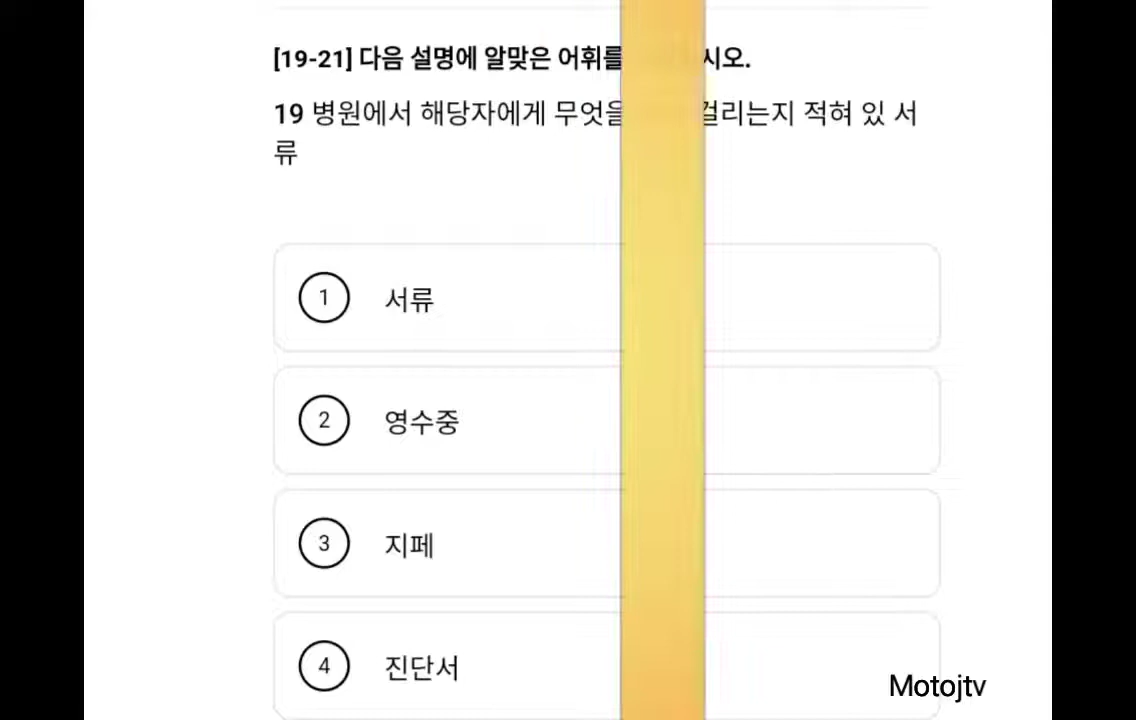 [19-21] 다음 설명에 알맞은 어휘를 시오.
19 병원에서 해당자에게 무엇을 걸리는지 적혀 있 서
류
1 서류
2 영수중
3 지페
4 진단서
Motojtv